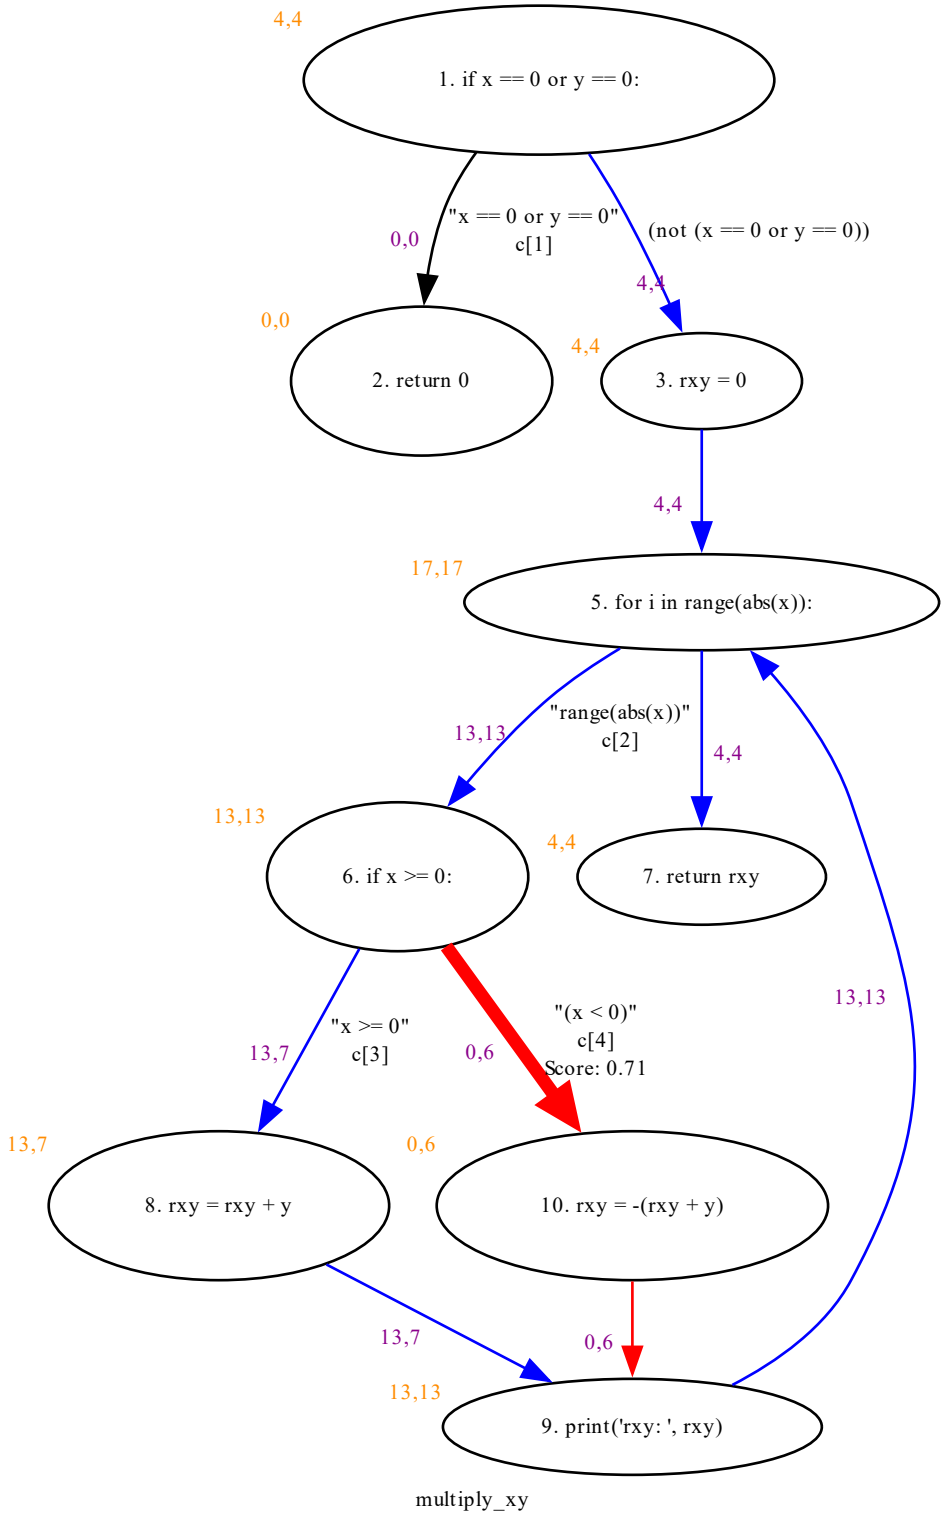 4,4
1. if x == 0 or y == 0:
"x == 0 or y == 0"
c[1]
0,0
(not (x == 0 or y == 0))
4,4
0,0
2. return 0
4,4
3. rxy = 0
4,4
17,17
5. for i in range(abs(x)):
"range(abs(x))"
c[2]
13,13
4,4
13,13
6. if x >= 0:
4,4
7. return rxy
13,13
"x >= 0"
c[3]
13,7
"(x < 0)"
c[4]
Score: 0.71
0,6
13,7
8. rxy = rxy + y
0,6
10. rxy = -(rxy + y)
13,7
0,6
13,13
9. print('rxy: ', rxy)
multiply_xy